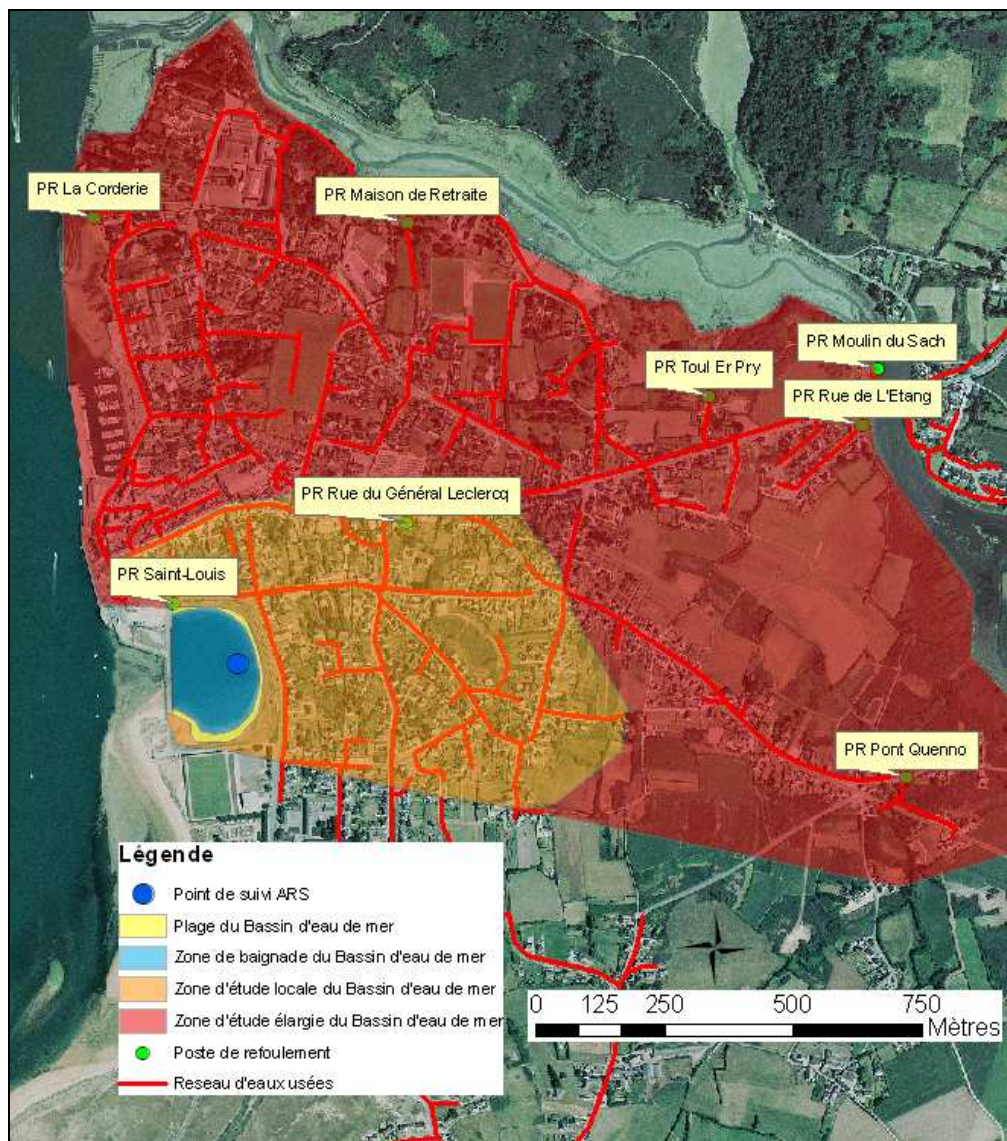 PR La Corderie
PR Maison de Retraite
PR Moulin du Sach
PR Toul Er Pry
PR Rue de L'Etang
PR Rue du Général Leclercq
PR Saint-Louis
PR Pont Quenno
Légende
Point de suivi ARS
Plage du Bassin d'eau de mer
Zone de baignade du Bassin d'eau de mer
Zone d'étude locale du Bassin d'eau de mer
Zone d'étude élargie du Bassin d'eau de mer
Poste de refoulement
Reseau d'eaux usées
0 125 250 500 750
Mètres